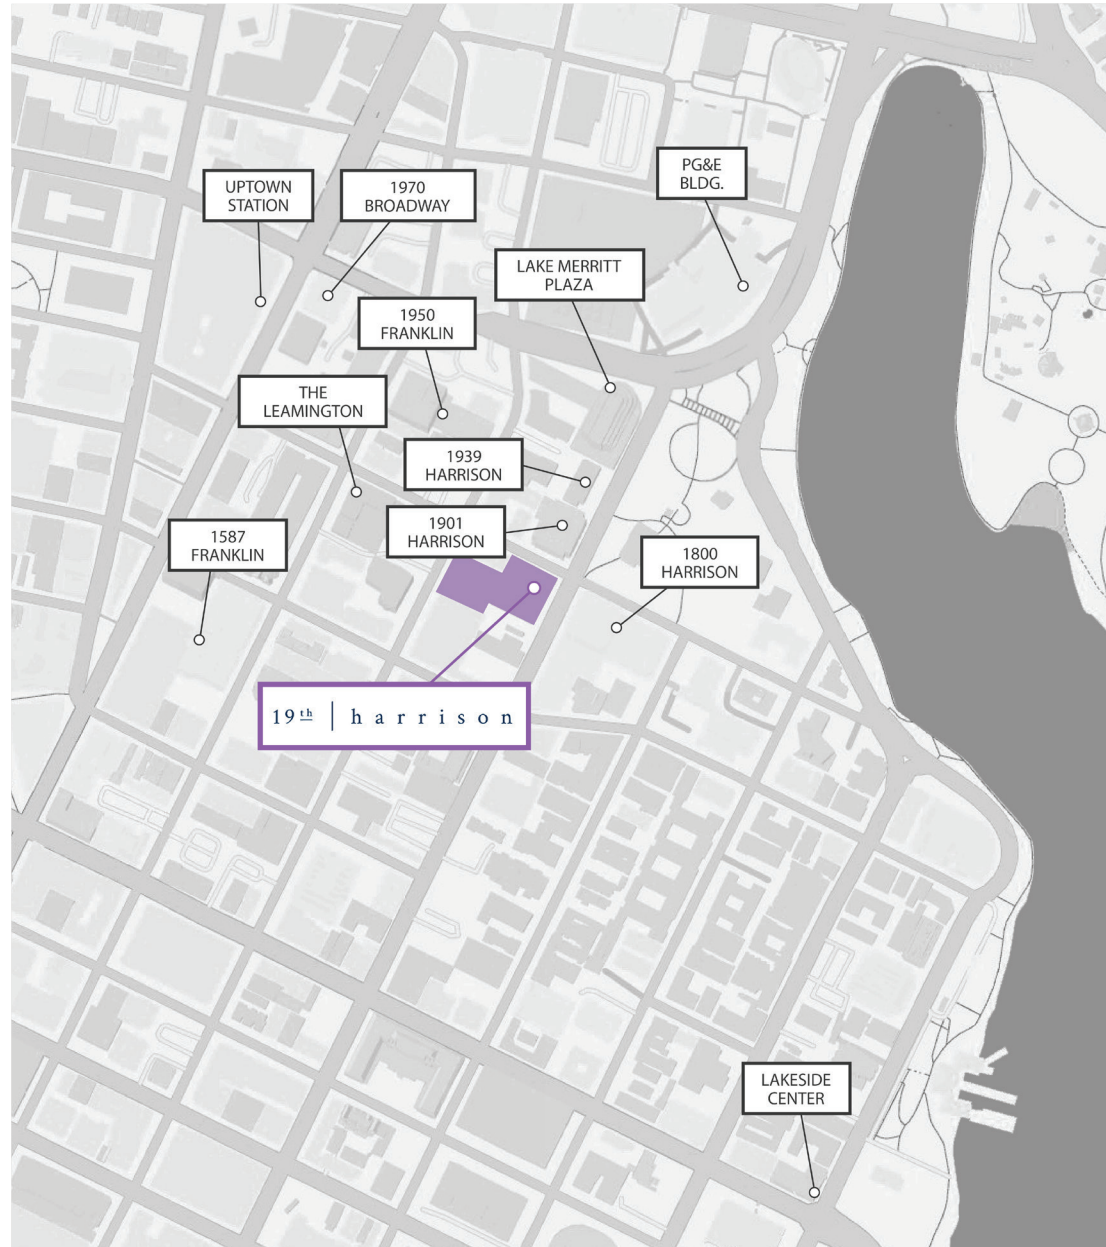 PG&E
BLDG.
UPTOWN
STATION
1970
BROADWAY
LAKE MERRITT
PLAZA
1950
FRANKLIN
THE
LEAMINGTON
1939
HARRISON
1901
HARRISON
1587
FRANKLIN
1800
HARRISON
19th | harrison
LAKESIDE
CENTER